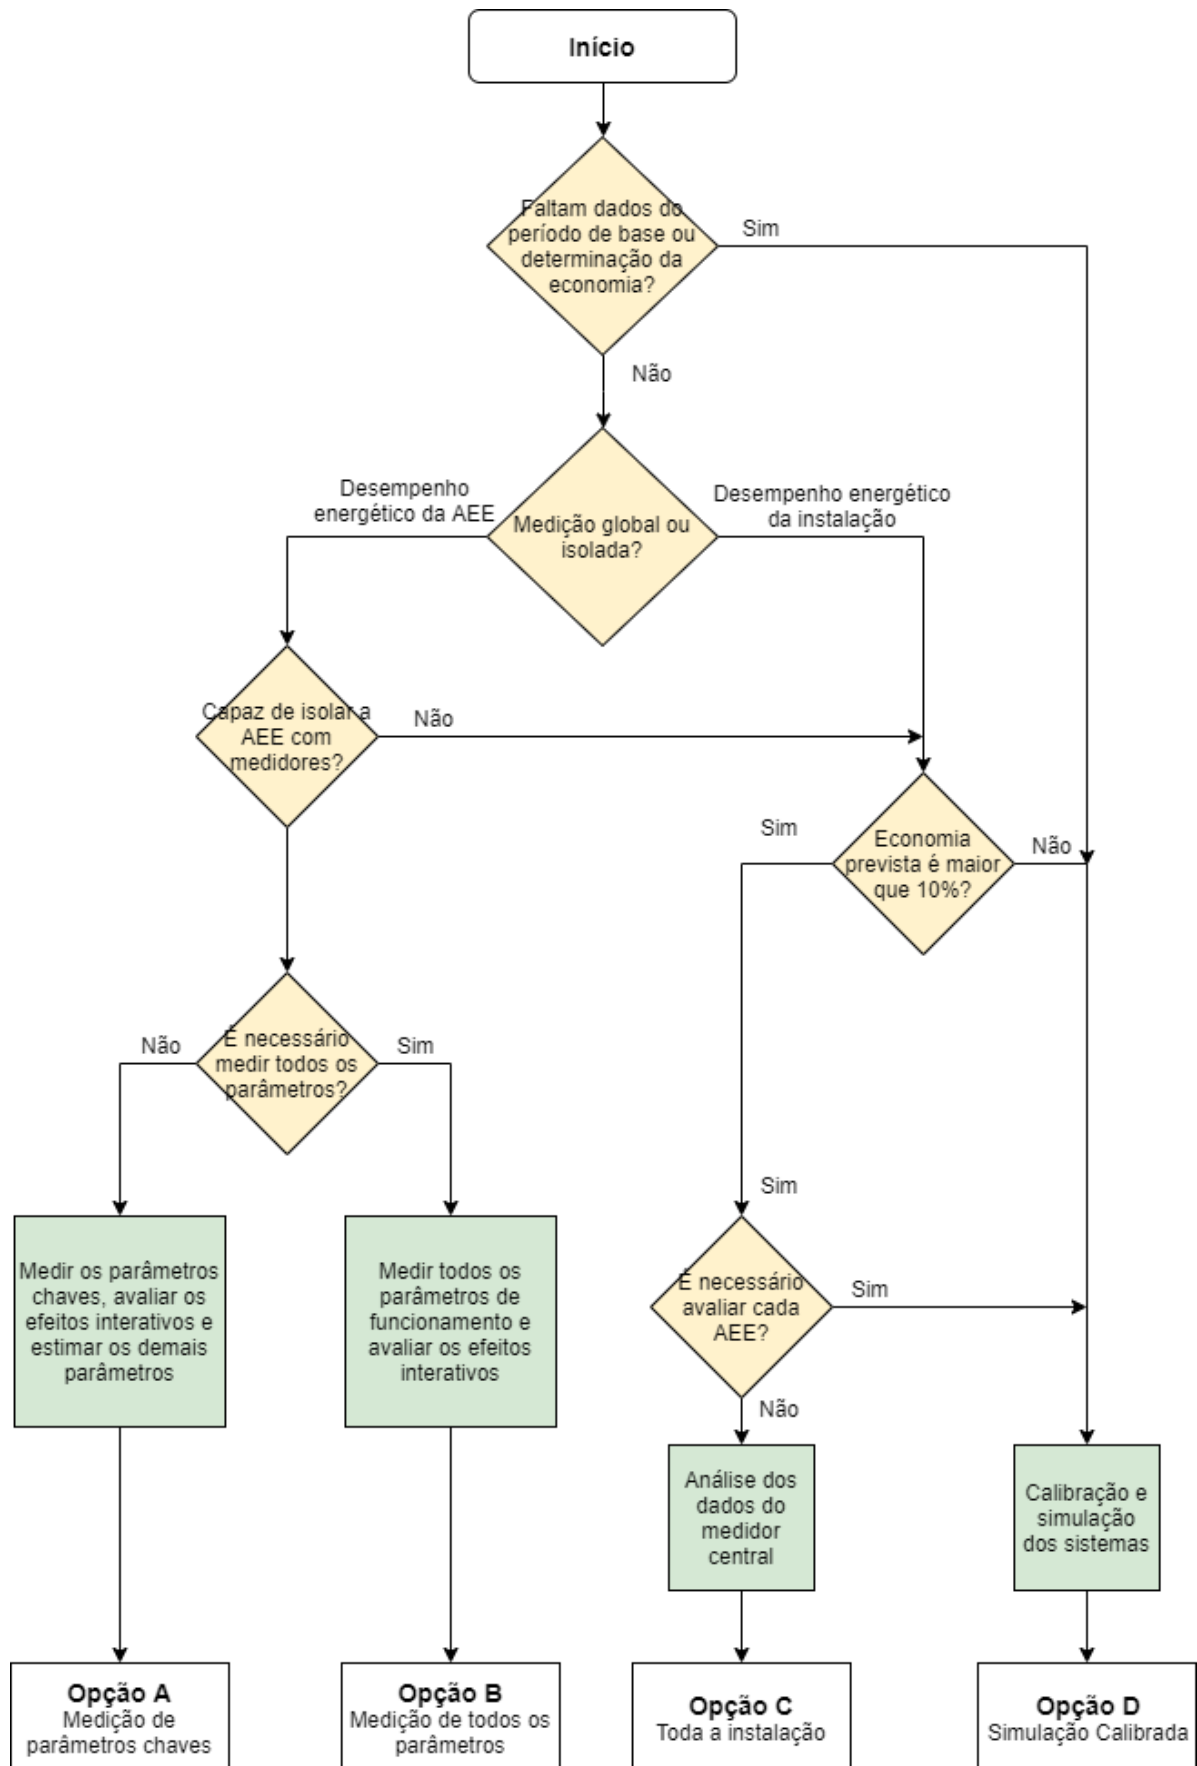 Início
Faltam dados do
período de base ou
determinação da
economia?
Sim
Não
Desempenho
energético da AEE
Medição global ou
isolada?
Desempenho energético
da instalação
Capaz de isolar a
AEE com
medidores?
Não
Sim
Economia
prevista é maior
que 10%?
Não
Não
É necessário
medir todos os
parâmetros?
Sim
Sim
Medir os parâmetros
chaves, avaliar os
efeitos interativos e
estimar os demais
parâmetros
Medir todos os
parâmetros de
funcionamento e
avaliar os efeitos
interativos
É necessário
avaliar cada
AEE?
Sim
Não
Análise dos
dados do
medidor
central
Calibração e
simulação
dos sistemas
Opção A
Medição de
parâmetros chaves
Opção B
Medição de todos os
parâmetros
Opção C
Toda a instalação
Opção D
Simulação Calibrada